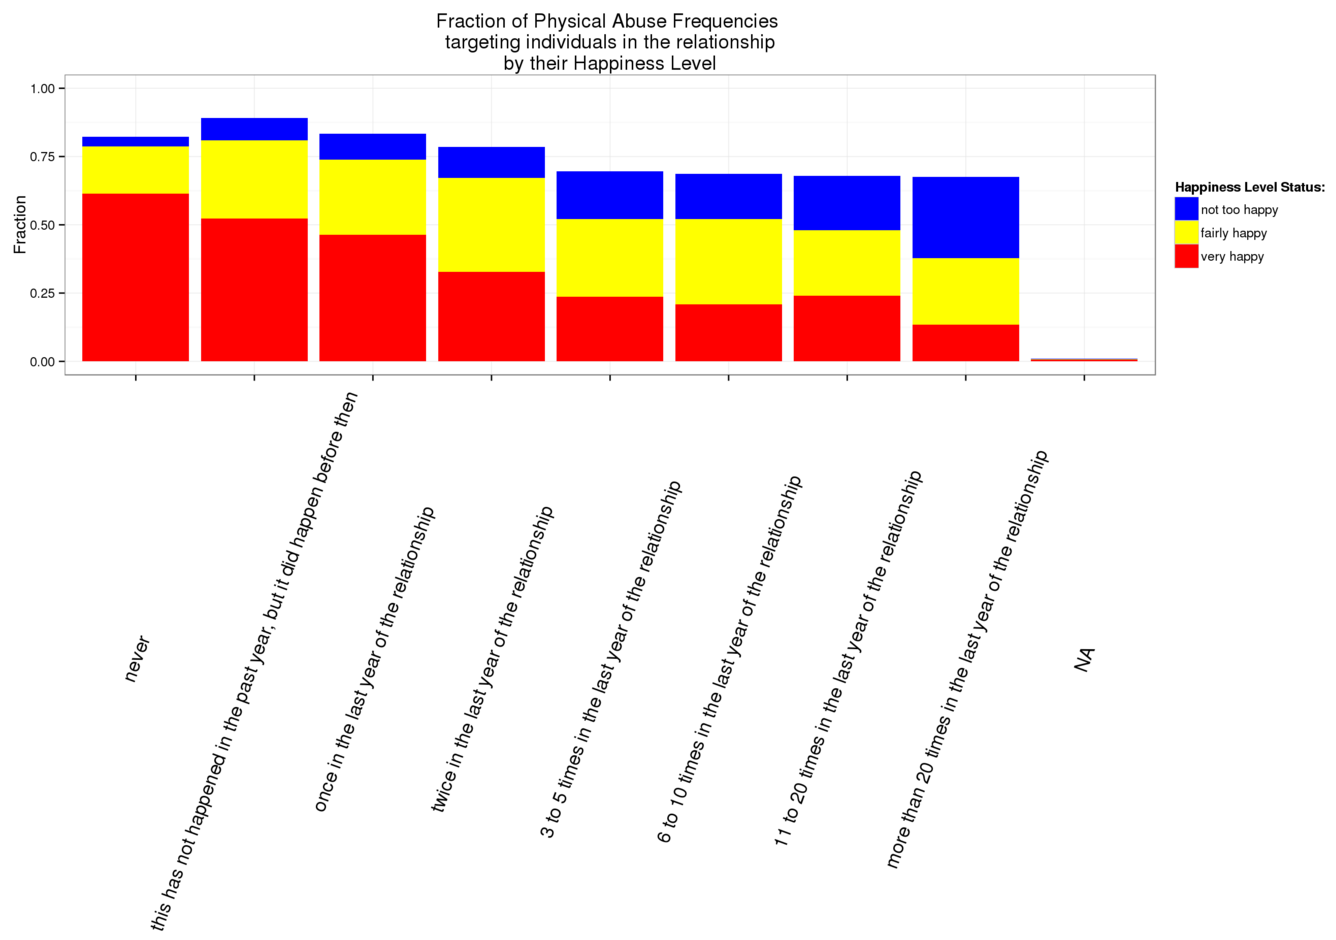 Fraction of Physical Abuse Frequencies
targeting individuals in the relationship
by their Happiness Level
Fraction
1.00
0.75
0.50
0.25
0.00
Happiness Level Status:
not too happy
fairly happy
very happy
never
this has not happened in the past year, but it did happen before then
once in the last year of the relationship
twice in the last year of the relationship
3 to 5 times in the last year of the relationship
6 to 10 times in the last year of the relationship
11 to 20 times in the last year of the relationship
more than 20 times in the last year of the relationship
NA